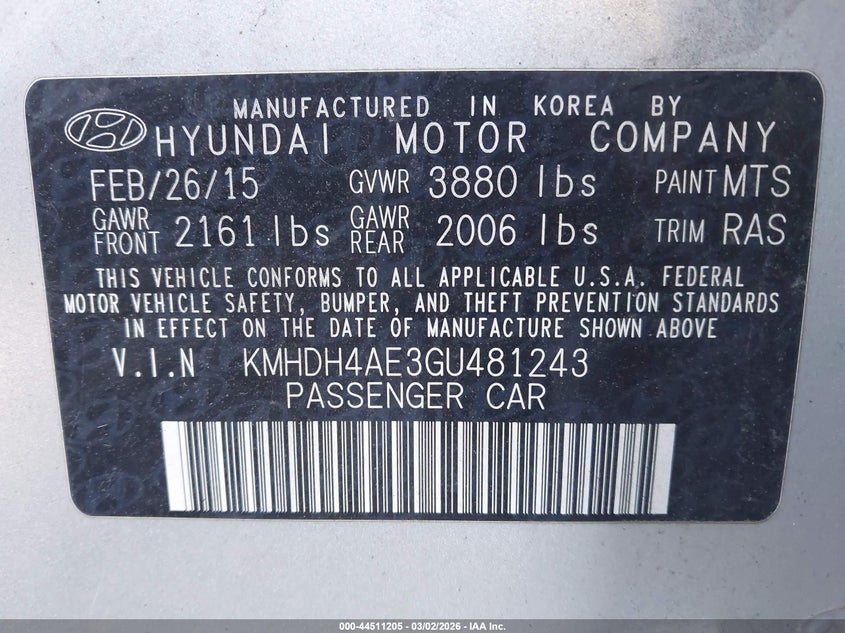 MANUFACTURED IN KOREA BY
HYUNDAI MOTOR COMPANY
FEB/26/15 GVWR 3880 lbs PAINT MTS
GAWR FRONT 2161 lbs GAWR REAR 2006 lbs TRIM RAS
THIS VEHICLE CONFORMS TO ALL APPLICABLE U.S.A. FEDERAL
MOTOR VEHICLE SAFETY, BUMPER, AND THEFT PREVENTION STANDARDS
IN EFFECT ON THE DATE OF MANUFACTURE SHOWN ABOVE
V.I.N KMHDH4AE3GU481243
PASSENGER CAR
000-44511205 - 03/02/2026 - IAA Inc.